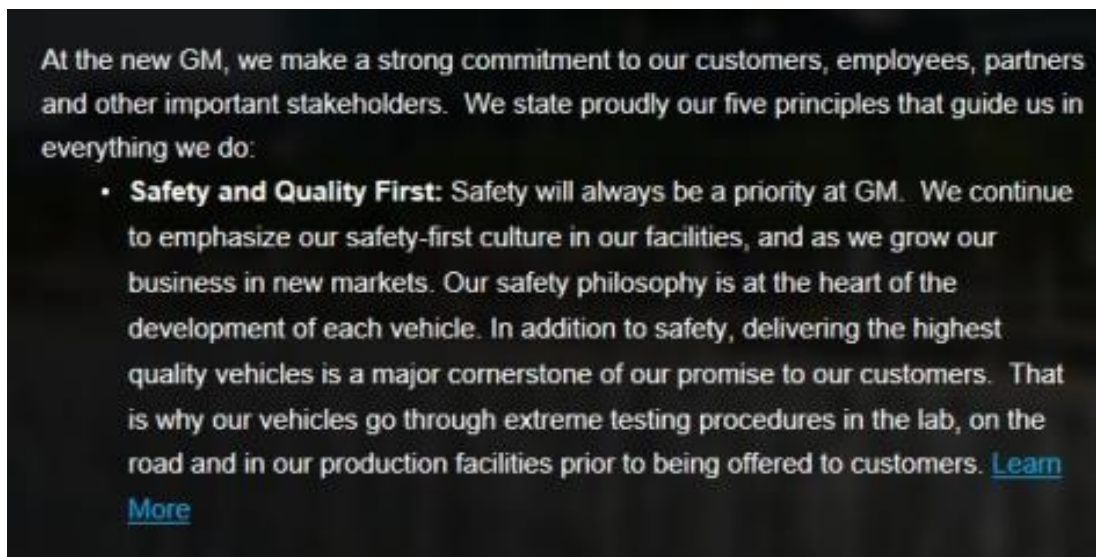 At the new GM, we make a strong commitment to our customers, employees, partners
and other important stakeholders.  We state proudly our five principles that guide us in
everything we do:
• Safety and Quality First: Safety will always be a priority at GM.  We continue
to emphasize our safety-first culture in our facilities, and as we grow our
business in new markets. Our safety philosophy is at the heart of the
development of each vehicle. In addition to safety, delivering the highest
quality vehicles is a major cornerstone of our promise to our customers.  That
is why our vehicles go through extreme testing procedures in the lab, on the
road and in our production facilities prior to being offered to customers. Learn
More